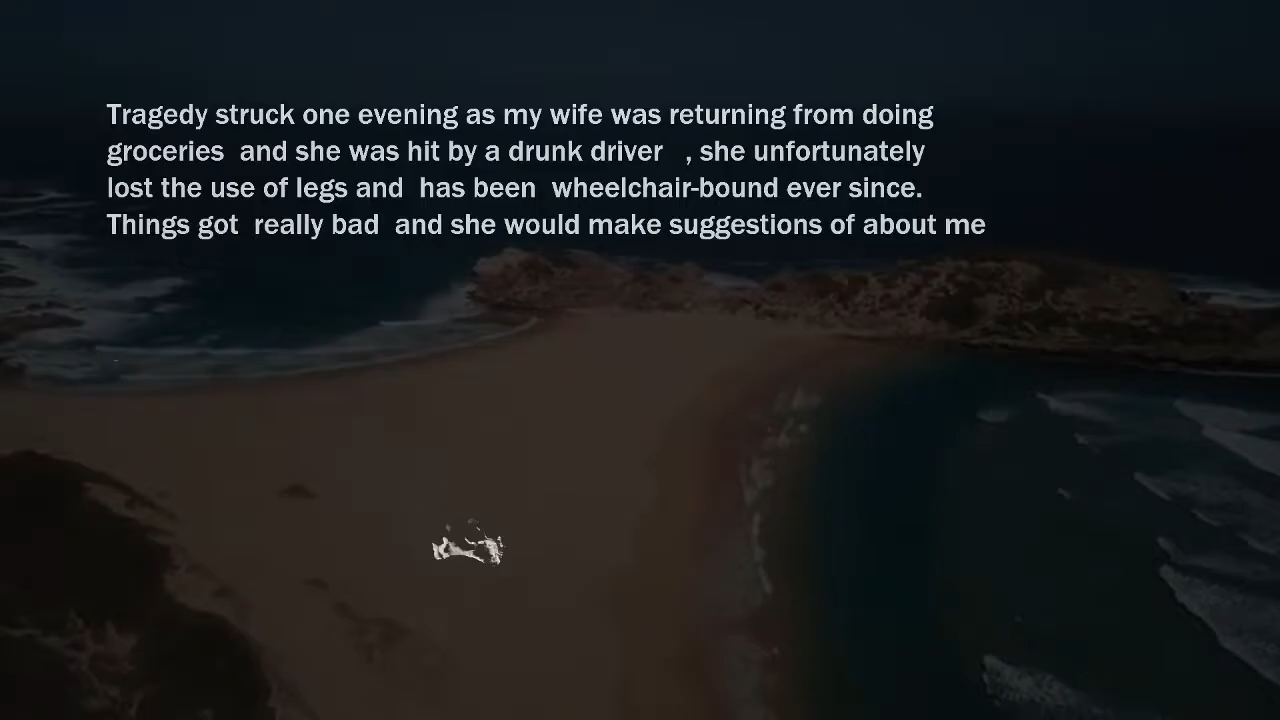 Tragedy struck one evening as my wife was returning from doing
groceries  and she was hit by a drunk driver   , she unfortunately
lost the use of legs and  has been  wheelchair-bound ever since.
Things got  really bad  and she would make suggestions of about me